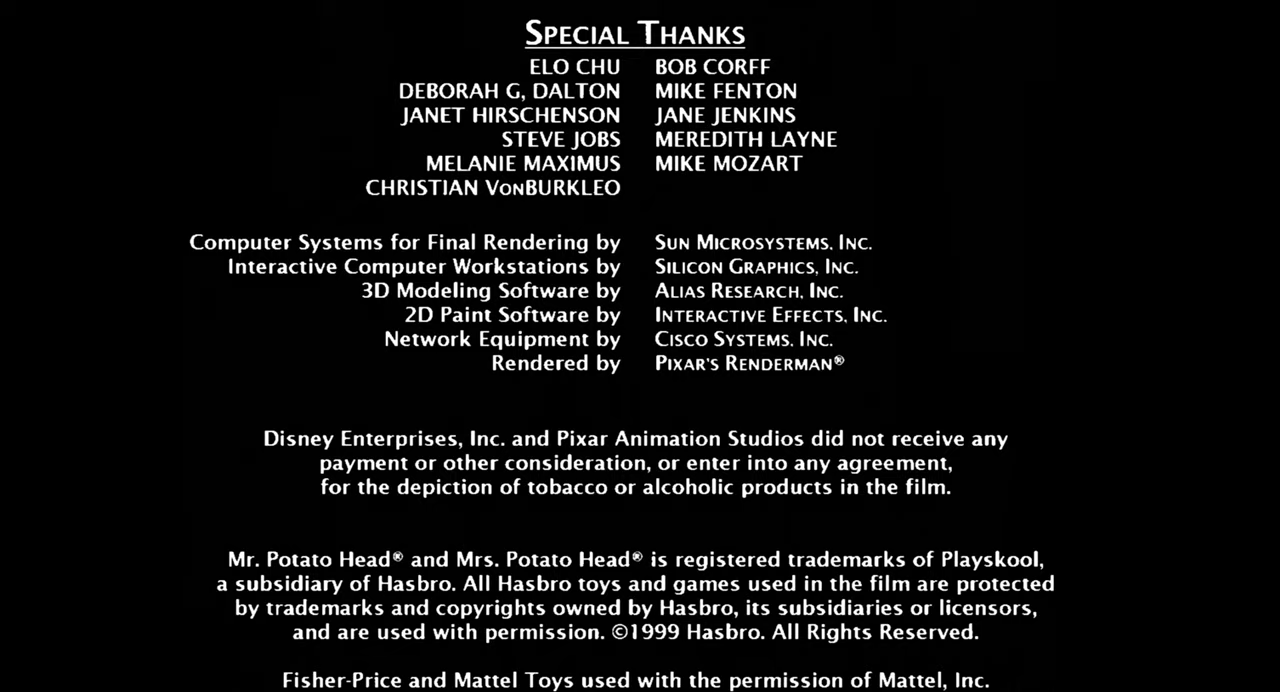 SPECIAL THANKS
ELO CHU BOB CORFF
DEBORAH G, DALTON MIKE FENTON
JANET HIRSCHENSON JANE JENKINS
STEVE JOBS MEREDITH LAYNE
MELANIE MAXIMUS MIKE MOZART
CHRISTIAN VONBURKLEO
Computer Systems for Final Rendering by SUN MICROSYSTEMS, INC.
Interactive Computer Workstations by SILICON GRAPHICS, INC.
3D Modeling Software by ALIAS RESEARCH, INC.
2D Paint Software by INTERACTIVE EFFECTS, INC.
Network Equipment by CISCO SYSTEMS, INC.
Rendered by PIXAR'S RENDERMAN®
Disney Enterprises, Inc. and Pixar Animation Studios did not receive any
payment or other consideration, or enter into any agreement,
for the depiction of tobacco or alcoholic products in the film.
Mr. Potato Head® and Mrs. Potato Head® is registered trademarks of Playskool,
a subsidiary of Hasbro. All Hasbro toys and games used in the film are protected
by trademarks and copyrights owned by Hasbro, its subsidiaries or licensors,
and are used with permission. ©1999 Hasbro. All Rights Reserved.
Fisher-Price and Mattel Toys used with the permission of Mattel, Inc.